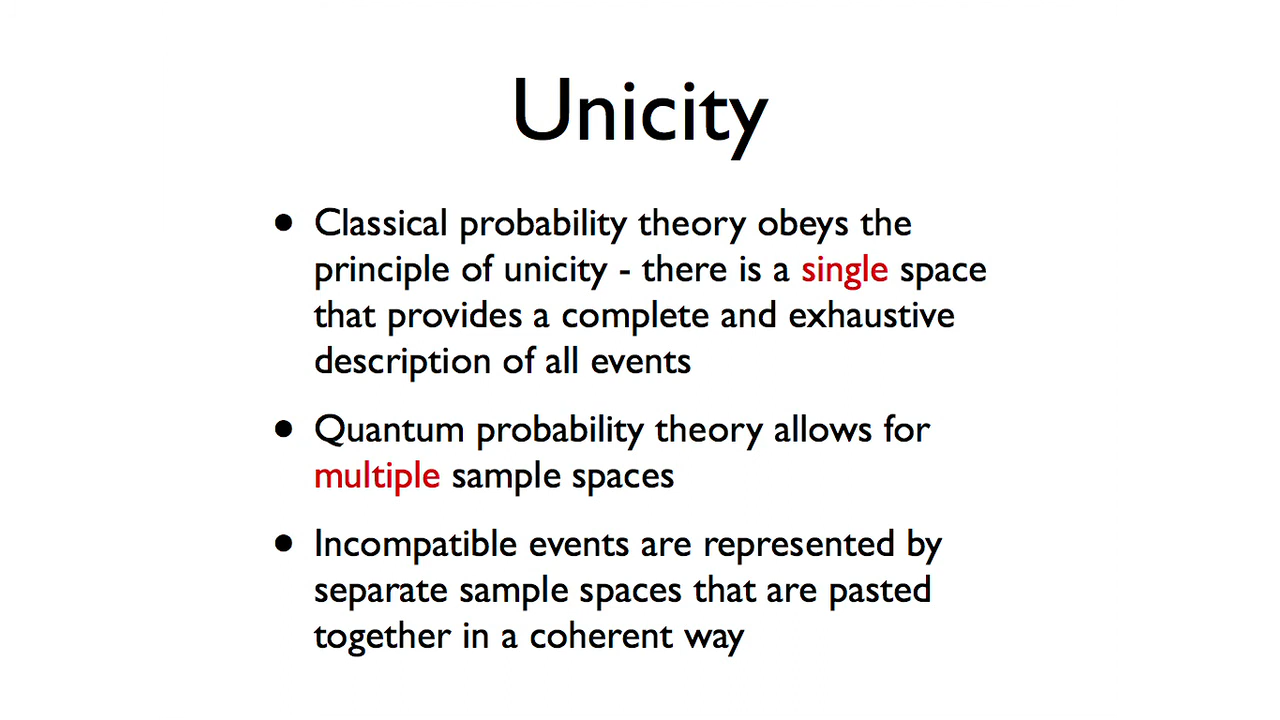 Unicity
• Classical probability theory obeys the
principle of unicity - there is a single space
that provides a complete and exhaustive
description of all events
• Quantum probability theory allows for
multiple sample spaces
• Incompatible events are represented by
separate sample spaces that are pasted
together in a coherent way